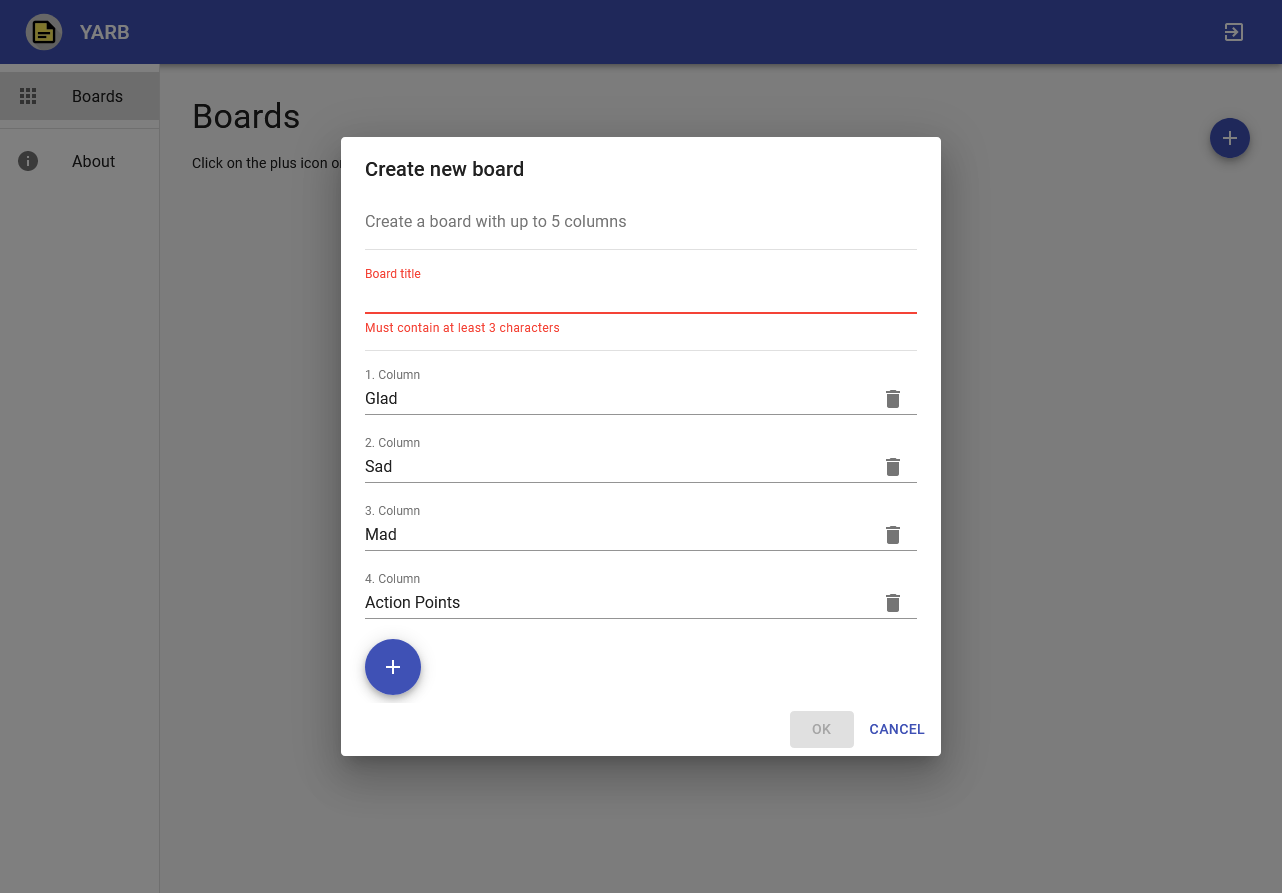 YARB
Boards
About
Boards
Click on the plus icon
Create new board
Create a board with up to 5 columns
Board title
Must contain at least 3 characters
1. Column
Glad
2. Column
Sad
3. Column
Mad
4. Column
Action Points
OK
CANCEL